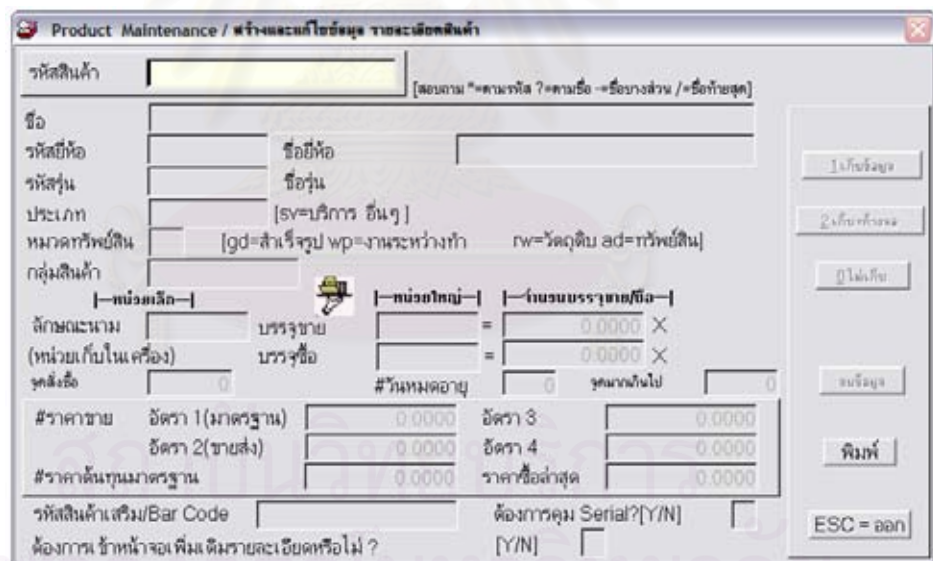 Product Maintenance / สร้างและแก้ไขข้อมูล รายละเอียดสินค้า
รหัสสินค้า
[สอบถาม *=ตามรหัส ?=ตามชื่อ -=ชื่อบางส่วน /=ชื่อท้ายสุด]
ชื่อ
รหัสยี่ห้อ ชื่อยี่ห้อ
รหัสรุ่น ชื่อรุ่น
1.เก็บข้อมูล
ประเภท [sv=บริการ อื่นๆ ]
หมวดทรัพย์สิน [gd=สำเร็จรูป wp=งานระหว่างทำ rw=วัตถุดิบ ad=ทรัพย์สิน]
กลุ่มสินค้า
0.ไม่เก็บ
|—หน่วยเล็ก—| |—หน่วยใหญ่—| |—จำนวนบรรจุขาย/ซื้อ—|
ลักษณะนาม บรรจุขาย = 0.0000 X
(หน่วยเก็บในเครื่อง) บรรจุซื้อ = 0.0000 X
จุดสั่งซื้อ 0 #วันหมดอายุ 0 จุดมากเกินไป 0
ลบข้อมูล
#ราคาขาย อัตรา 1(มาตรฐาน) 0.0000 อัตรา 3 0.0000
อัตรา 2(ขายส่ง) 0.0000 อัตรา 4 0.0000
พิมพ์
#ราคาต้นทุนมาตรฐาน 0.0000 ราคาซื้อล่าสุด 0.0000
รหัสสินค้าเสริม/Bar Code ต้องการคุม Serial?[Y/N]
ESC = ออก
ต้องการเข้าหน้าจอเพิ่มเติมรายละเอียดหรือไม่ ? [Y/N]